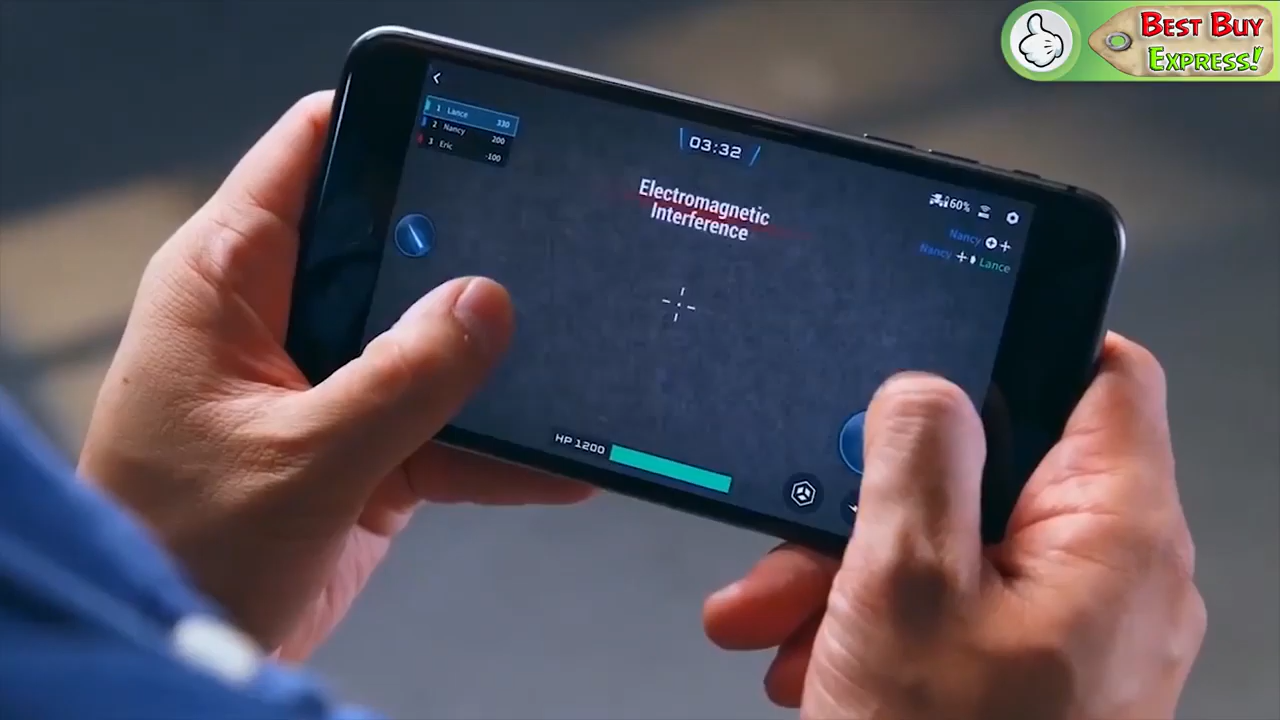 BEST BUY
EXPRESS!
1 Lance 330
2 Nancy 200
3 Eric -100
03:32
Electromagnetic
Interference
60%
Nancy
Nancy Lance
HP 1200